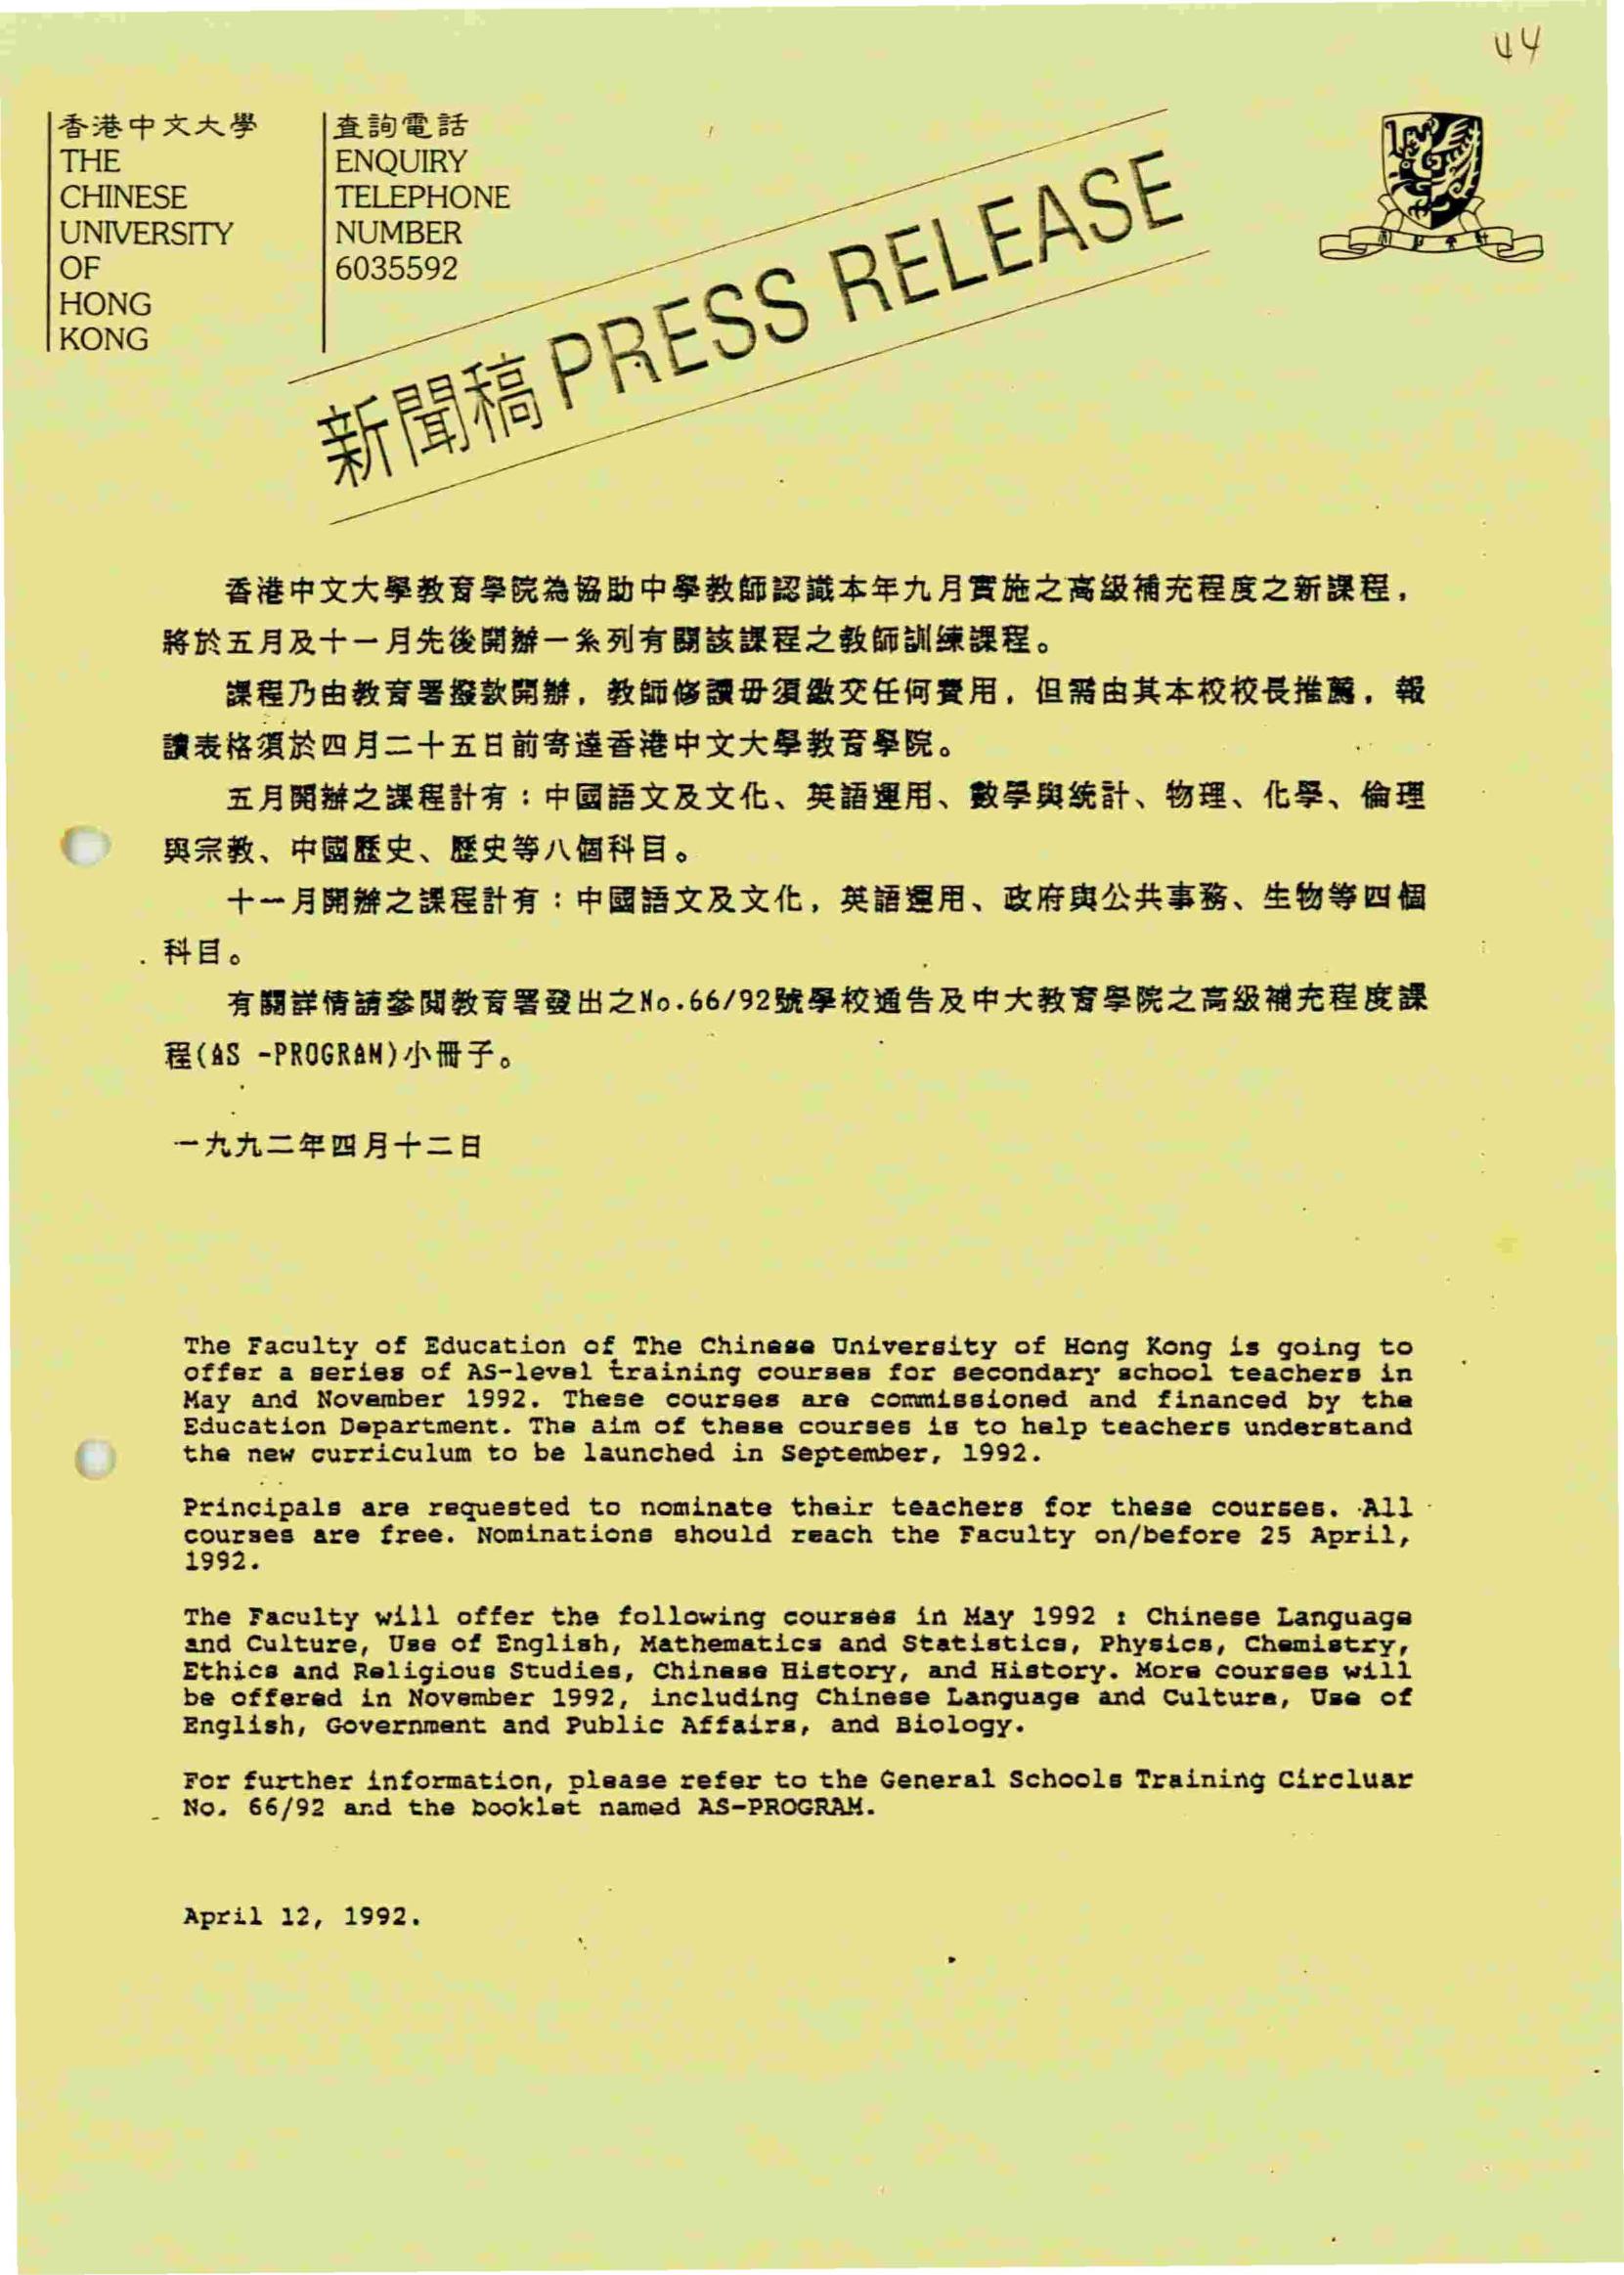 44
香港中文大學
THE
CHINESE
UNIVERSITY
OF
HONG
KONG
查詢電話
ENQUIRY
TELEPHONE
NUMBER
6035592
新聞稿 PRESS RELEASE
香港中文大學教育學院為協助中學教師認識本年九月實施之高級補充程度之新課程，
將於五月及十一月先後開辦一系列有關該課程之教師訓練課程。
課程乃由教育署撥款開辦，教師修讀毋須繳交任何費用，但需由其本校校長推薦，報
讀表格須於四月二十五日前寄達香港中文大學教育學院。
五月開辦之課程計有：中國語文及文化、英語運用、數學與統計、物理、化學、倫理
與宗教、中國歷史、歷史等八個科目。
十一月開辦之課程計有：中國語文及文化，英語運用、政府與公共事務、生物等四個
科目。
有關詳情請參閱教育署發出之No.66/92號學校通告及中大教育學院之高級補充程度課
程(AS -PROGRAM)小冊子。
一九九二年四月十二日
The Faculty of Education of The Chinese University of Hong Kong is going to
offer a series of AS-level training courses for secondary school teachers in
May and November 1992. These courses are commissioned and financed by the
Education Department. The aim of these courses is to help teachers understand
the new curriculum to be launched in September, 1992.
Principals are requested to nominate their teachers for these courses. All
courses are free. Nominations should reach the Faculty on/before 25 April,
1992.
The Faculty will offer the following courses in May 1992 : Chinese Language
and Culture, Use of English, Mathematics and Statistics, Physics, Chemistry,
Ethics and Religious Studies, Chinese History, and History. More courses will
be offered in November 1992, including Chinese Language and Culture, Use of
English, Government and Public Affairs, and Biology.
For further information, please refer to the General Schools Training Circluar
No. 66/92 and the booklet named AS-PROGRAM.
April 12, 1992.